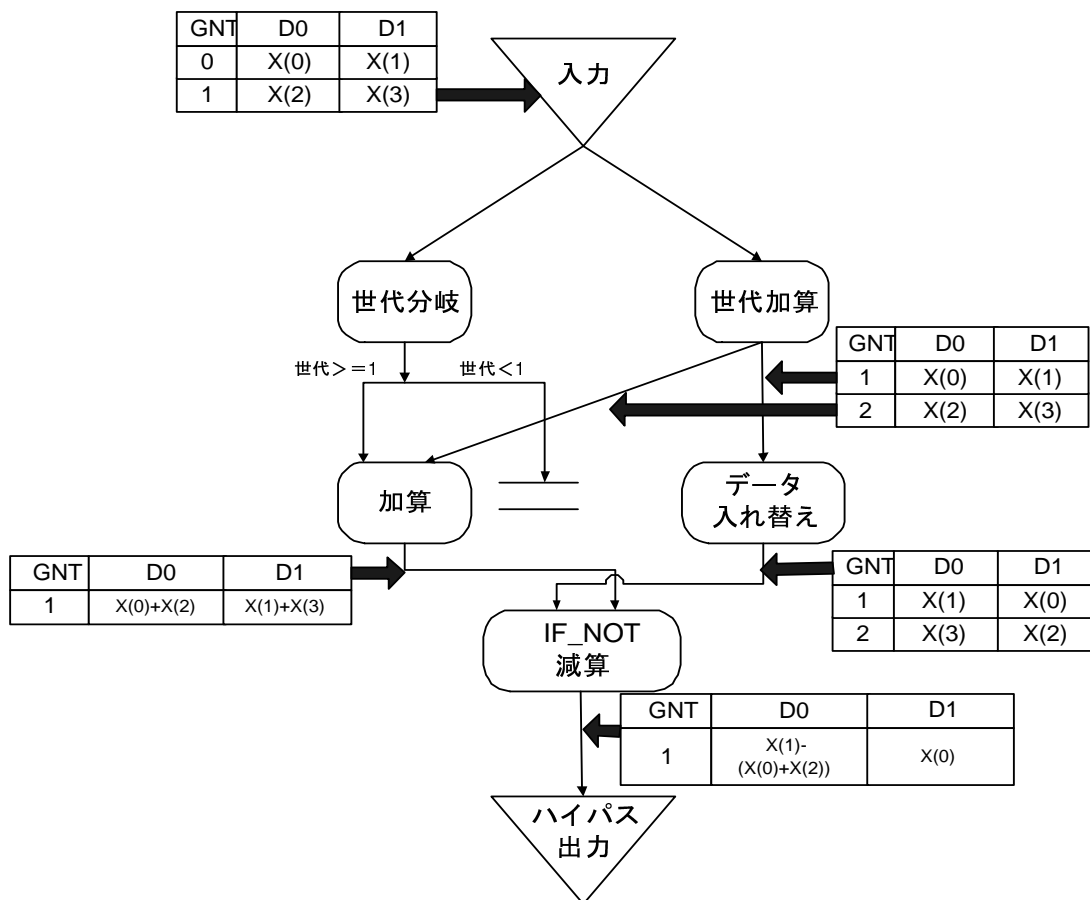 GNT D0 D1
0 X(0) X(1)
1 X(2) X(3)
入力
世代分岐
世代加算
世代>=1
世代<1
GNT D0 D1
1 X(0) X(1)
2 X(2) X(3)
加算
データ
入れ替え
GNT D0 D1
1 X(0)+X(2) X(1)+X(3)
GNT D0 D1
1 X(1) X(0)
2 X(3) X(2)
IF_NOT
減算
GNT D0 D1
1 X(1)-
(X(0)+X(2)) X(0)
ハイパス
出力